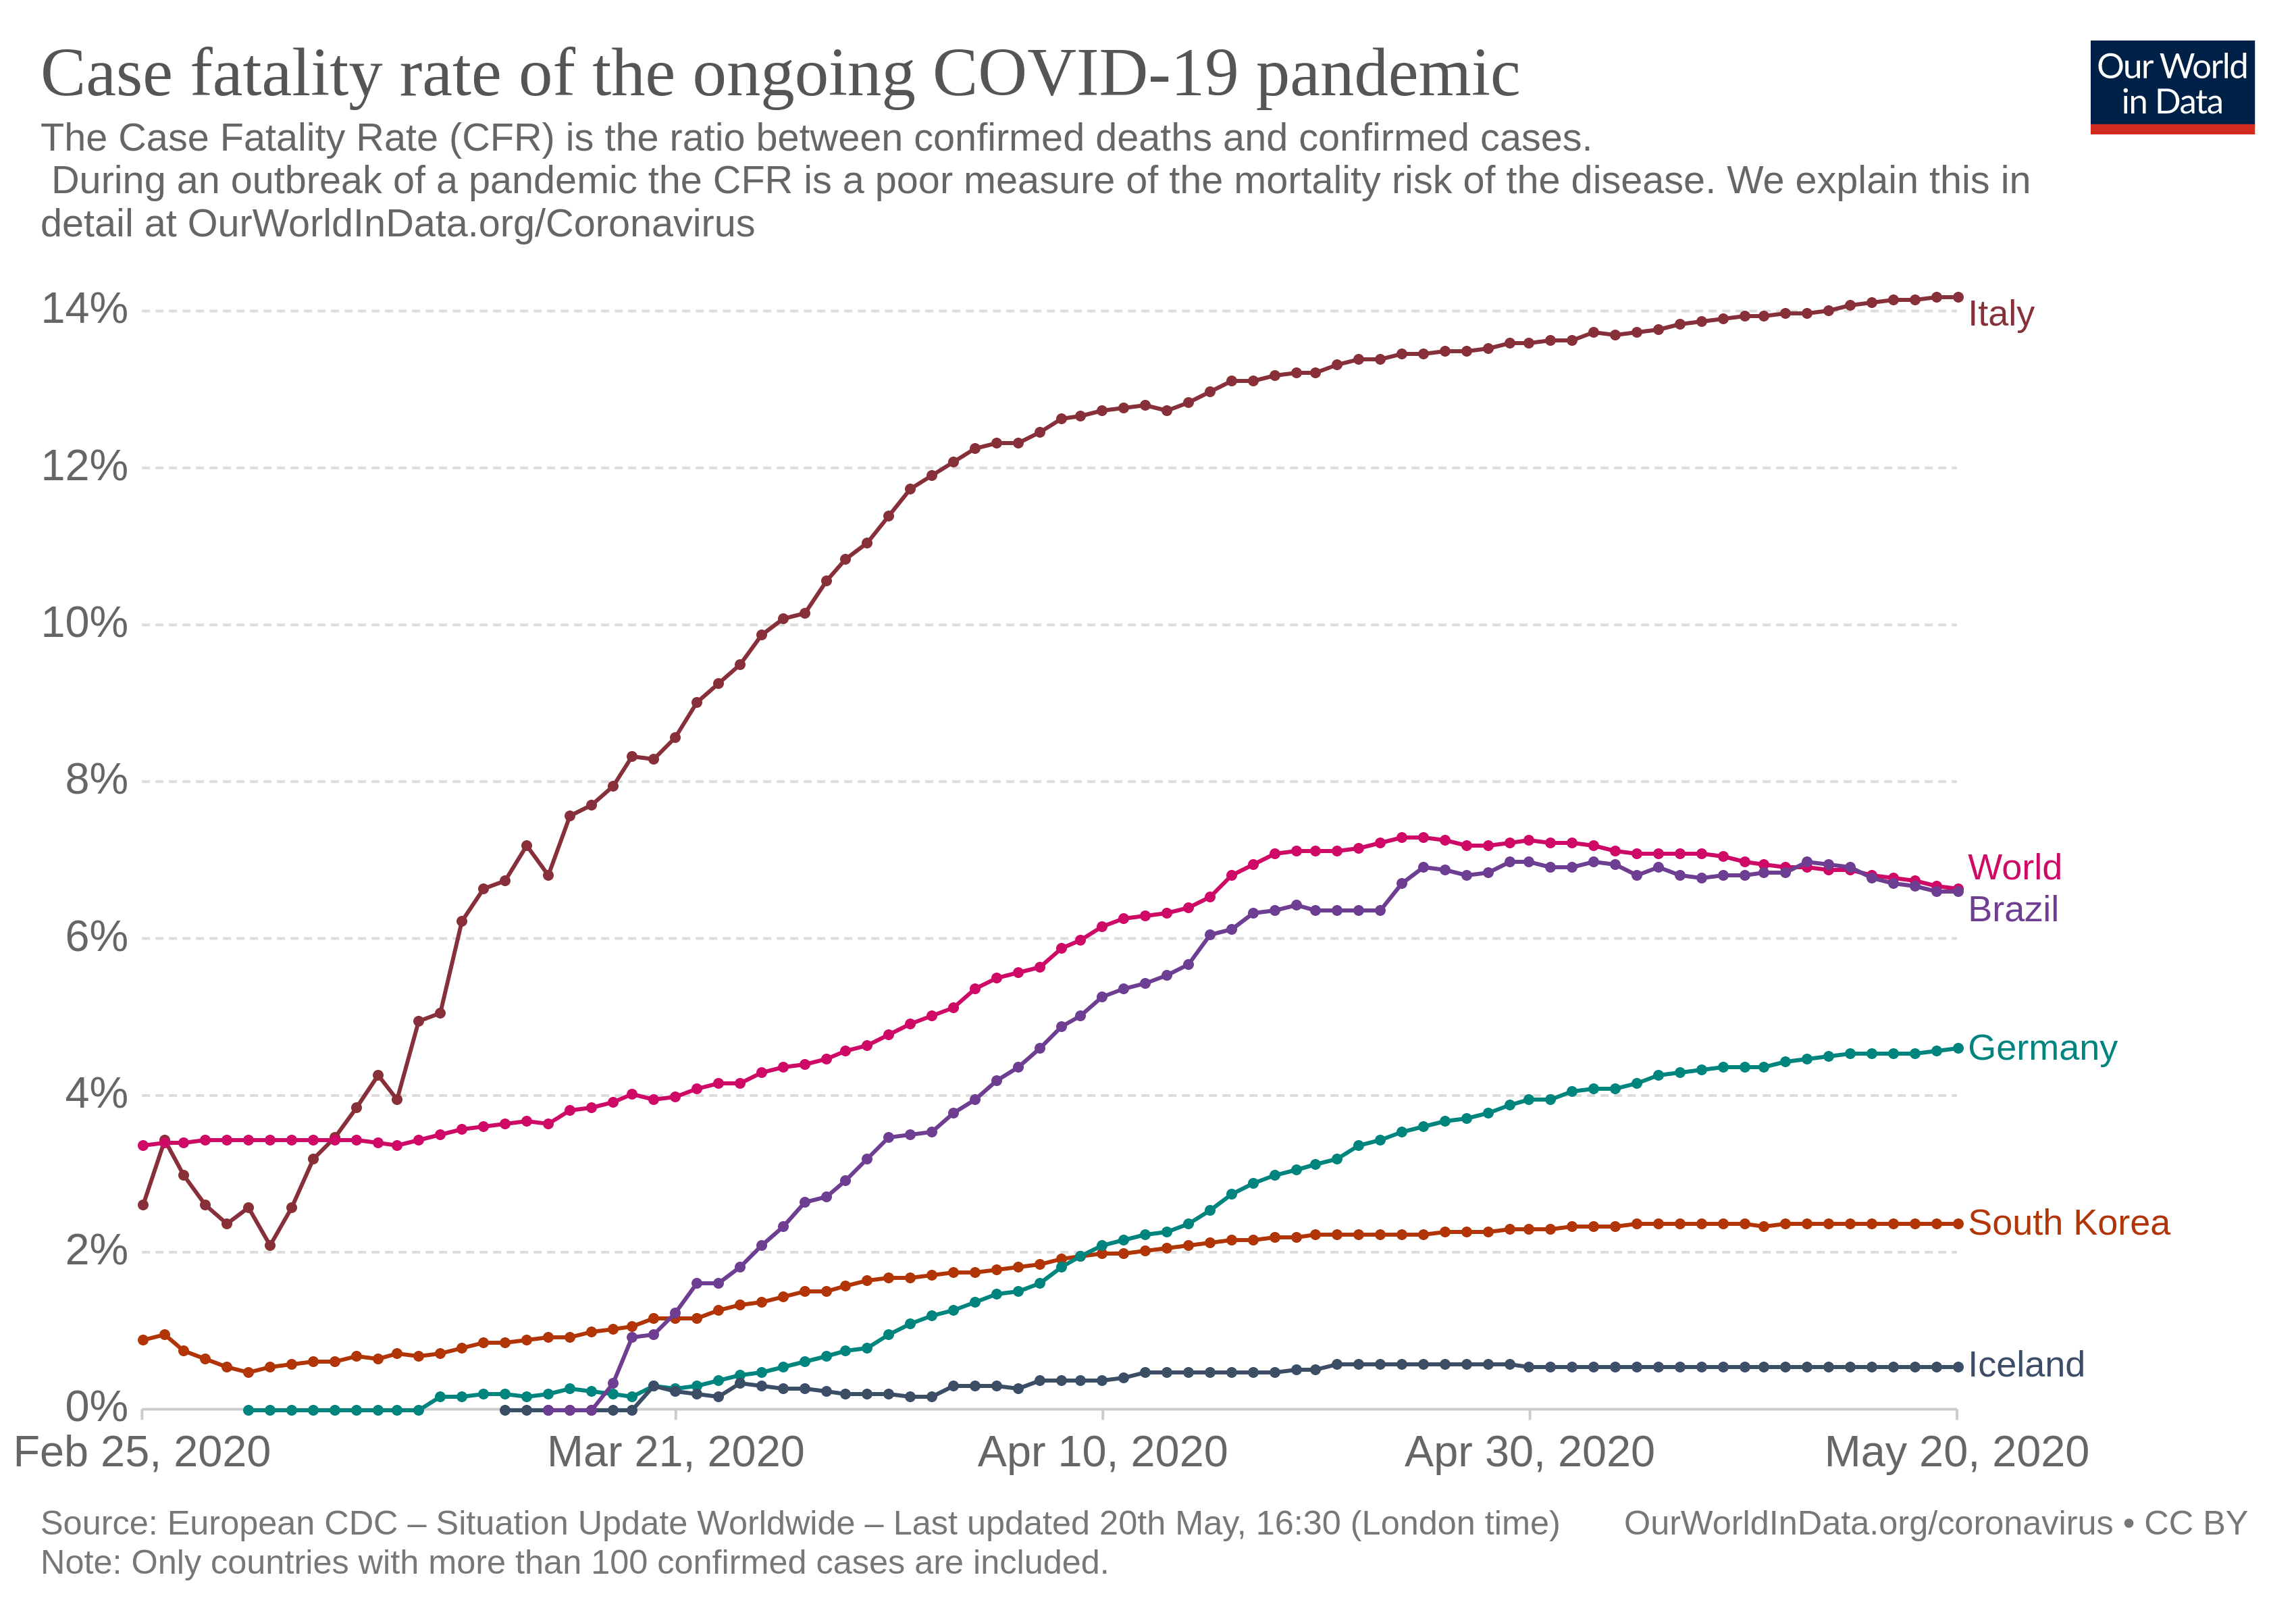 Case fatality rate of the ongoing COVID-19 pandemic
Our World
in Data
The Case Fatality Rate (CFR) is the ratio between confirmed deaths and confirmed cases.
During an outbreak of a pandemic the CFR is a poor measure of the mortality risk of the disease. We explain this in
detail at OurWorldInData.org/Coronavirus
14%
12%
10%
8%
6%
4%
2%
0%
Italy
World
Brazil
Germany
South Korea
Iceland
Feb 25, 2020
Mar 21, 2020
Apr 10, 2020
Apr 30, 2020
May 20, 2020
Source: European CDC – Situation Update Worldwide – Last updated 20th May, 16:30 (London time)
OurWorldInData.org/coronavirus • CC BY
Note: Only countries with more than 100 confirmed cases are included.